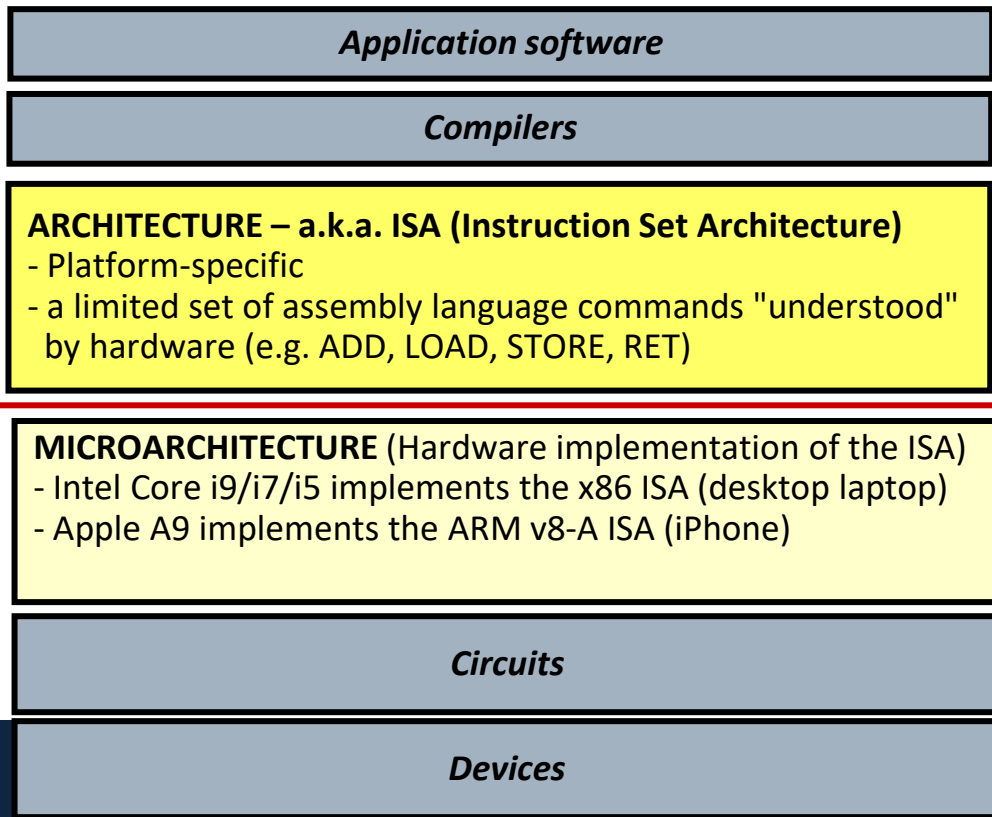 Application software
Compilers
ARCHITECTURE – a.k.a. ISA (Instruction Set Architecture)
- Platform-specific
- a limited set of assembly language commands "understood"
by hardware (e.g. ADD, LOAD, STORE, RET)
MICROARCHITECTURE (Hardware implementation of the ISA)
- Intel Core i9/i7/i5 implements the x86 ISA (desktop laptop)
- Apple A9 implements the ARM v8-A ISA (iPhone)
Circuits
Devices